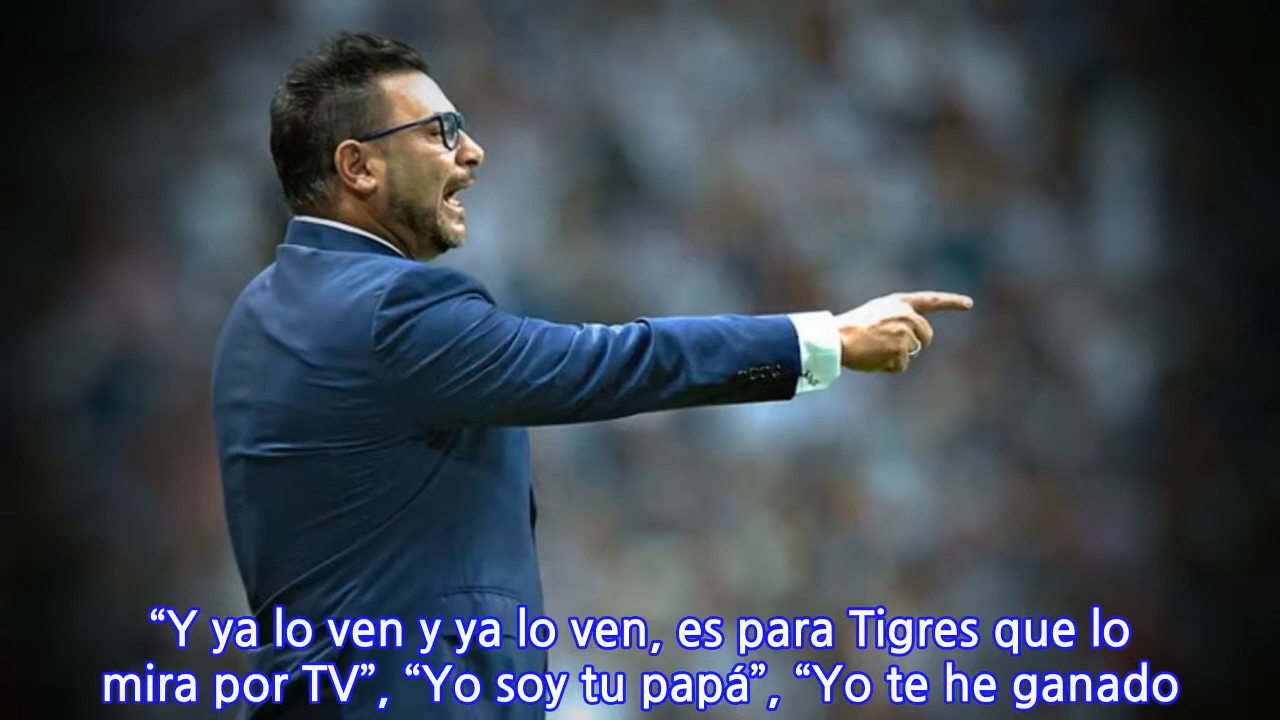 “Y ya lo ven y ya lo ven, es para Tigres que lo
mira por TV”, “Yo soy tu papá”, “Yo te he ganado